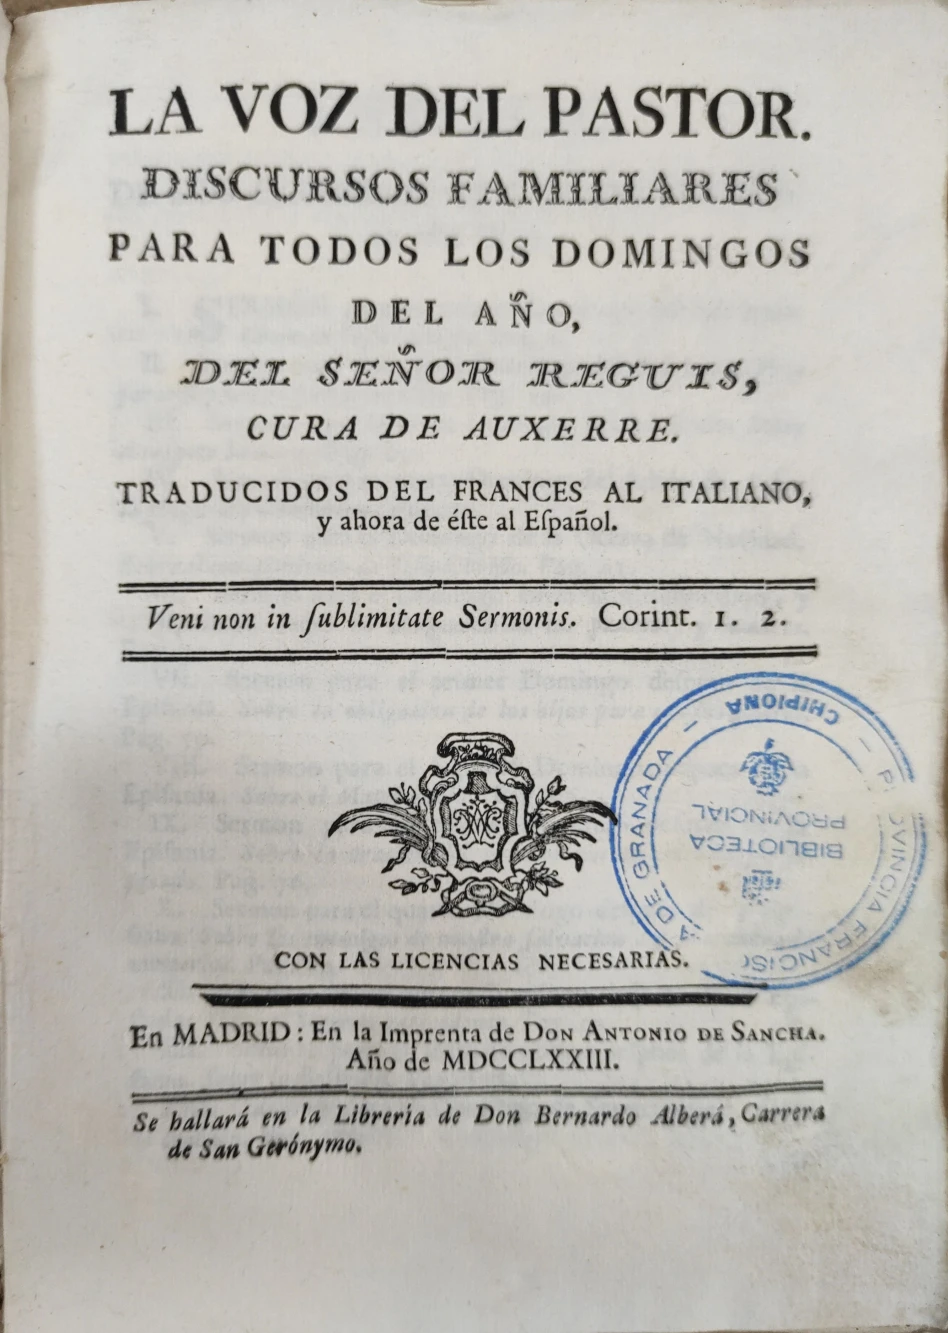 LA VOZ DEL PASTOR.
DISCURSOS FAMILIARES
PARA TODOS LOS DOMINGOS
DEL AÑO,
DEL SEÑOR REGUIS,
CURA DE AUXERRE.
TRADUCIDOS DEL FRANCES AL ITALIANO,
y ahora de éſte al Eſpañol.
Veni non in ſublimitate Sermonis. Corint. 1. 2.
CON LAS LICENCIAS NECESARIAS.
En MADRID: En la Imprenta de DON ANTONIO DE SANCHA.
Año de MDCCLXXIII.
Se hallará en la Libreria de Don Bernardo Alberá, Carrera
de San Gerónymo.
DE GRANADA — CHIPIONA —
BIBLIOTECA
PROVINCIAL